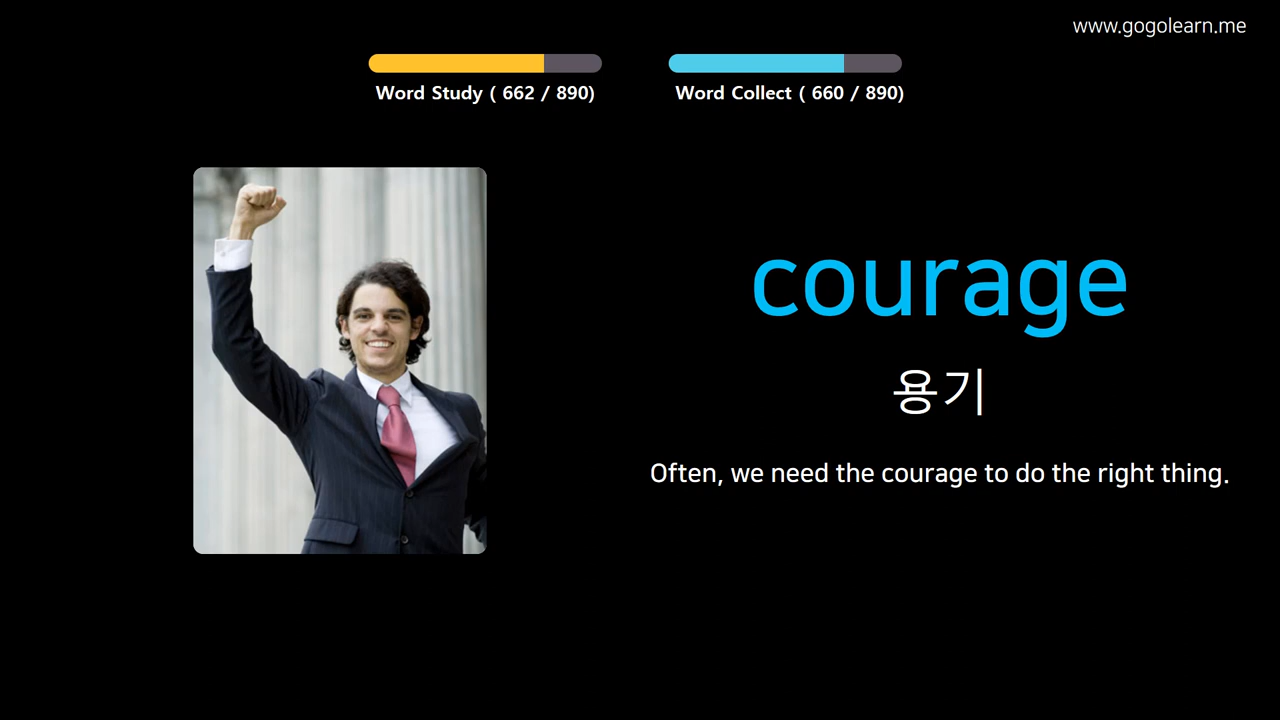 www.gogolearn.me
Word Study ( 662 / 890)
Word Collect ( 660 / 890)
courage
용기
Often, we need the courage to do the right thing.